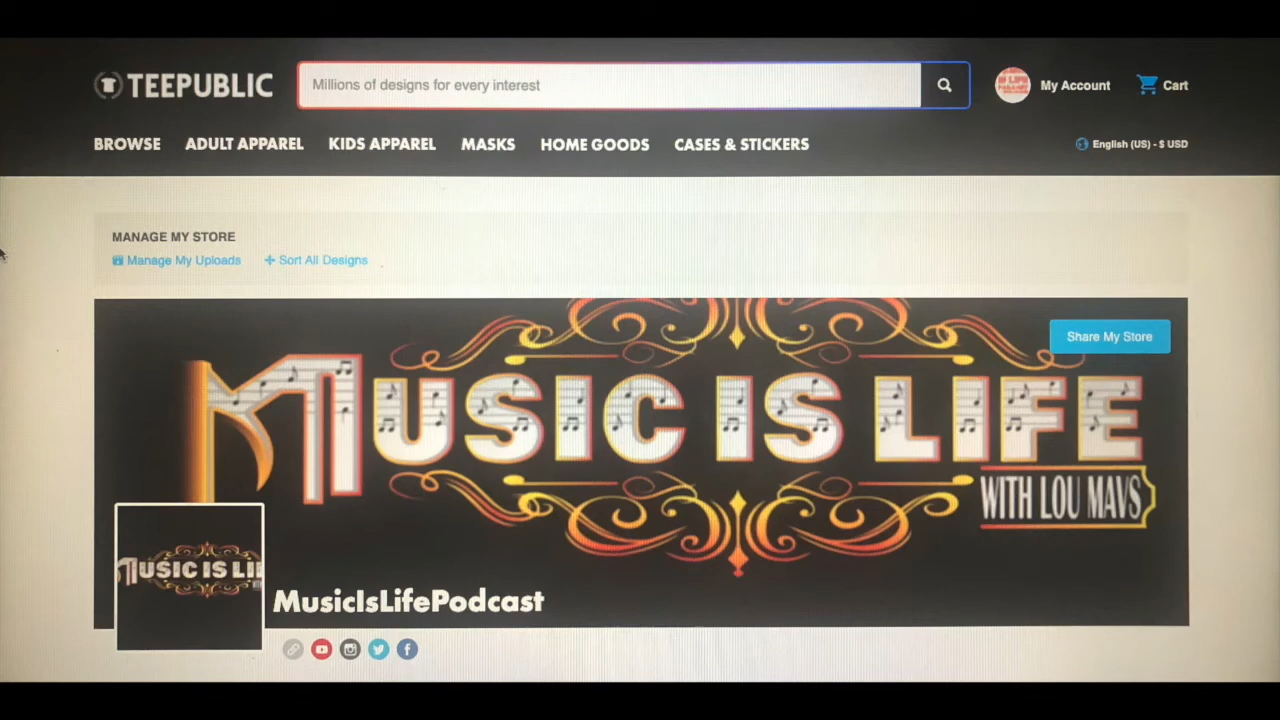 TEEPUBLIC
Millions of designs for every interest
My Account
Cart
BROWSE ADULT APPAREL KIDS APPAREL MASKS HOME GOODS CASES & STICKERS
English (US) - $ USD
MANAGE MY STORE
Manage My Uploads
Sort All Designs
Share My Store
MUSIC IS LIFE
WITH LOU MAVS
MUSIC IS LI
MusicIsLifePodcast